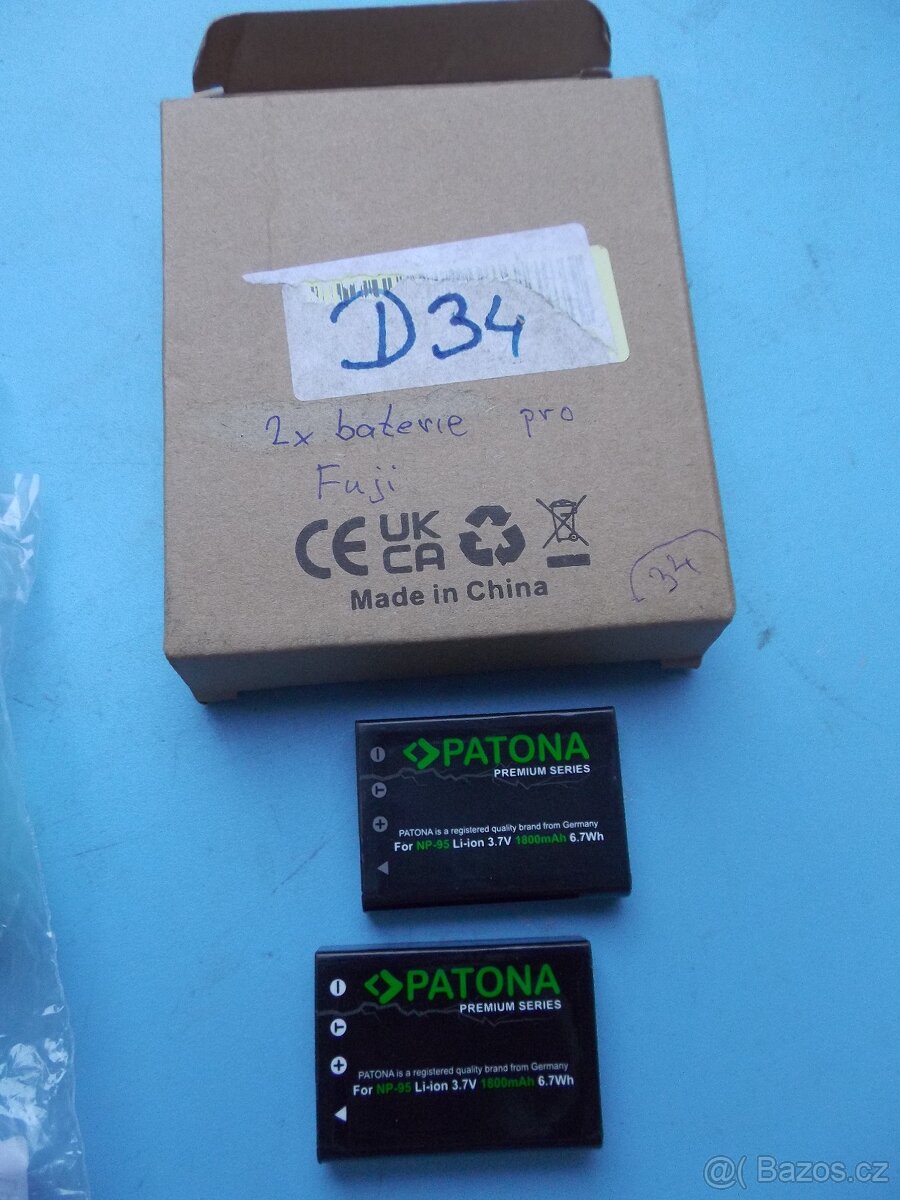 D34
2x baterie pro
Fuji
CE UK CA
Made in China
34
PATONA
PREMIUM SERIES
PATONA is a registered quality brand from Germany
For NP-95 Li-ion 3.7V 1800mAh 6.7Wh
PATONA
PREMIUM SERIES
PATONA is a registered quality brand from Germany
For NP-95 Li-ion 3.7V 1800mAh 6.7Wh
@( Bazos.cz